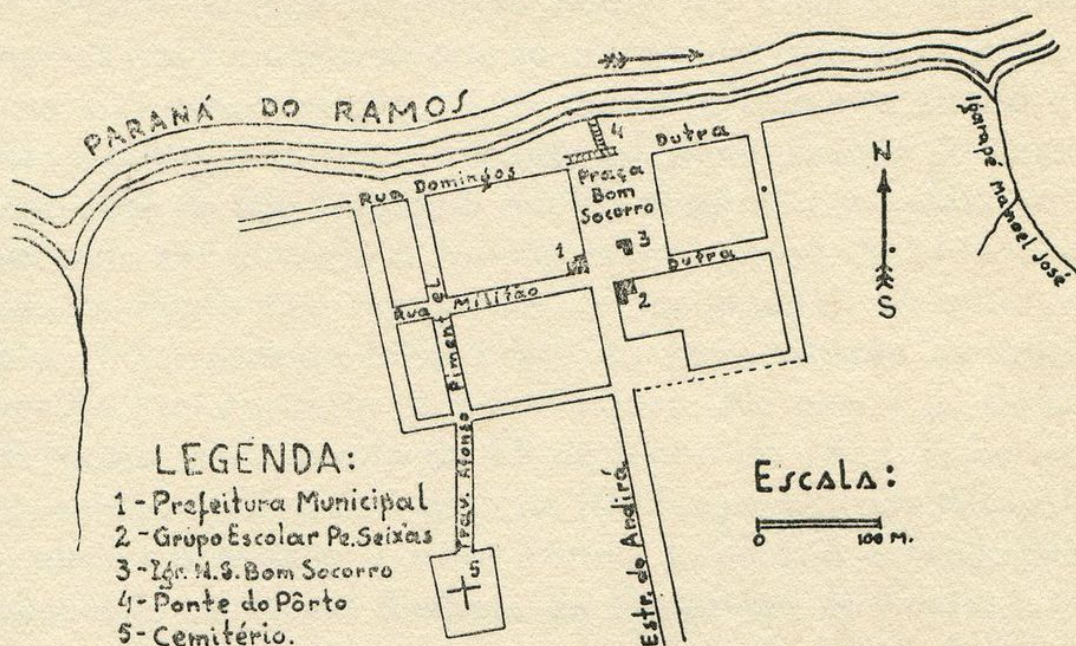 PARANÁ DO RAMOS
4
Dutra
Rua Domingos
Praça
Bom
Socorro
N
S
Igarapé Manoel José
1
3
Dutra
2
Rua Militão
Trav. Afonso Pimentel
Estr. do Andirá
5
LEGENDA:
1-Prefeitura Municipal
2-Grupo Escolar Pe. Seixas
3-Igr. N.S. Bom Socorro
4-Ponte do Pôrto
5-Cemitério.
Escala:
0 100 M.